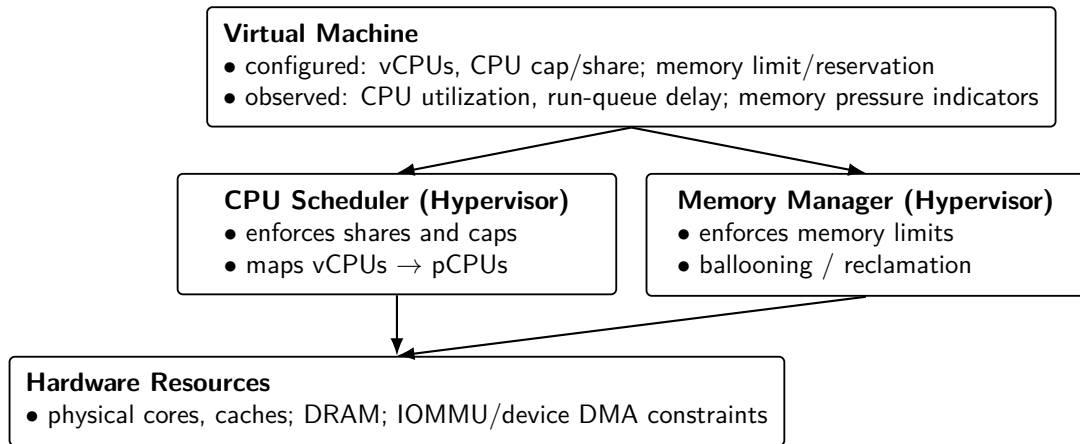 Virtual Machine
• configured: vCPUs, CPU cap/share; memory limit/reservation
• observed: CPU utilization, run-queue delay; memory pressure indicators
CPU Scheduler (Hypervisor)
• enforces shares and caps
• maps vCPUs → pCPUs
Memory Manager (Hypervisor)
• enforces memory limits
• ballooning / reclamation
Hardware Resources
• physical cores, caches; DRAM; IOMMU/device DMA constraints